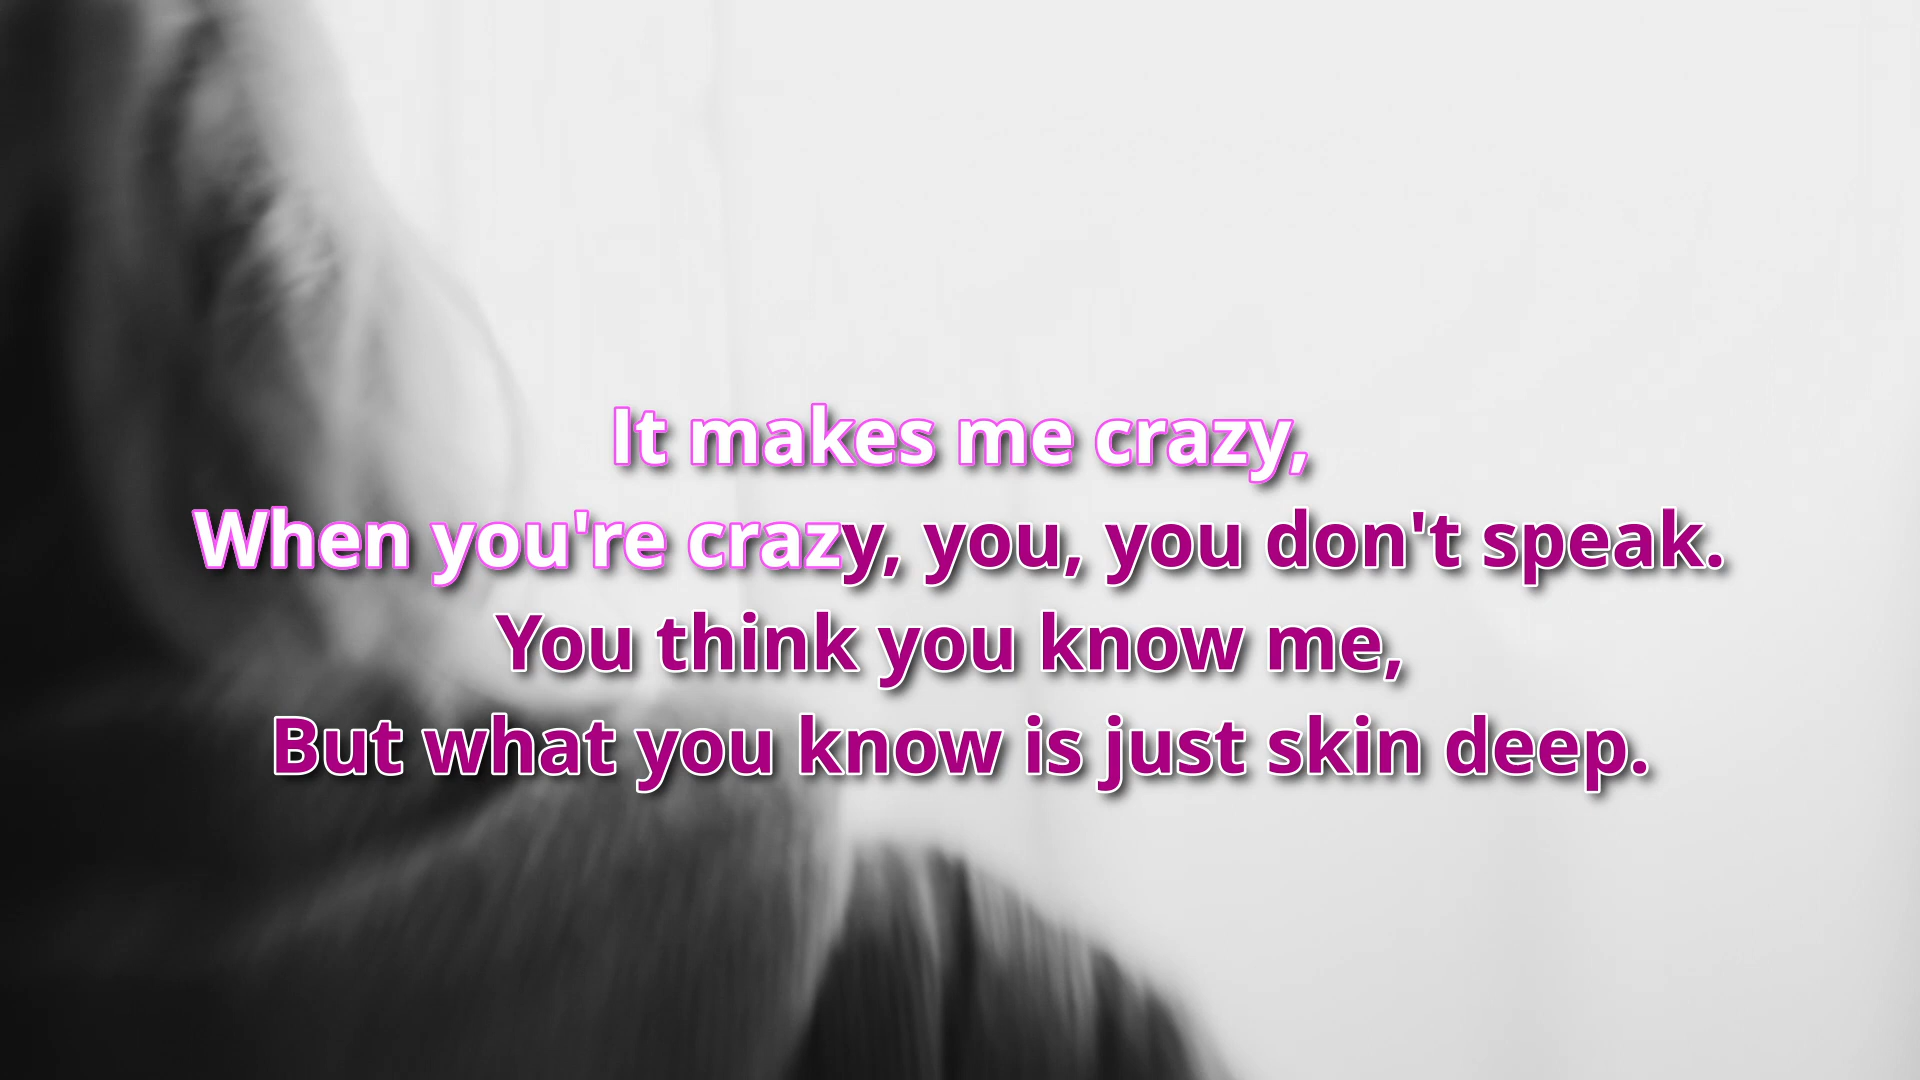 It makes me crazy,
When you're crazy, you, you don't speak.
You think you know me,
But what you know is just skin deep.